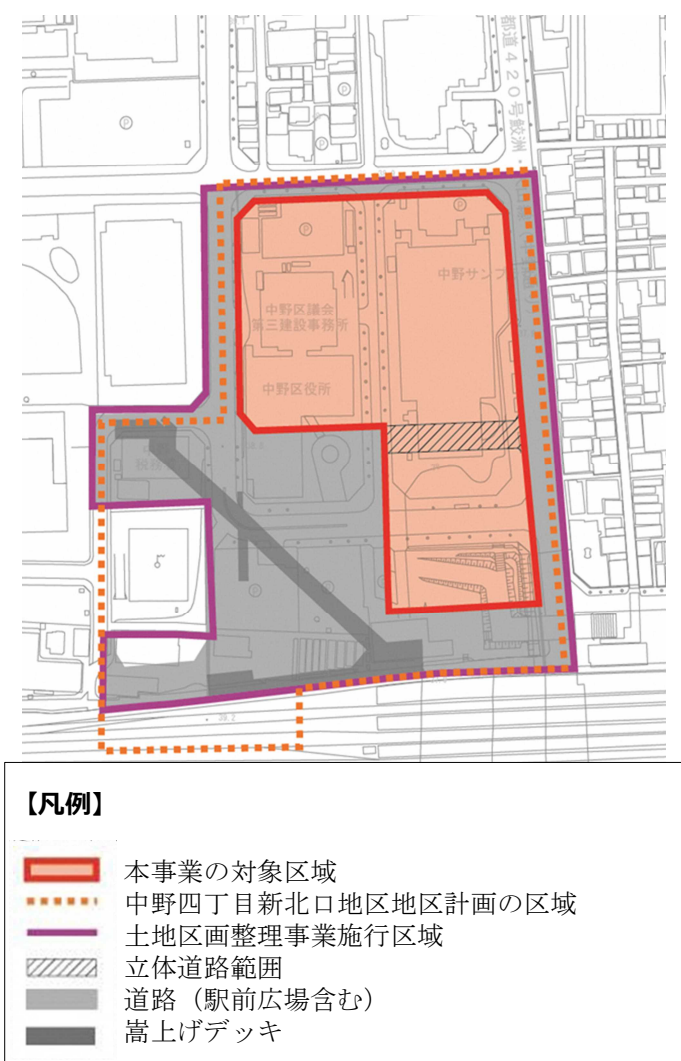 都道420号鮫洲
Ⓟ
Ⓟ
Ⓟ
Ⓟ
Ⓟ
中野サンプ
中野区議会
第三建設事務所
中野区役所
税務
Ⓟ
Ⓟ
39.2
【凡例】
本事業の対象区域
中野四丁目新北口地区地区計画の区域
土地区画整理事業施行区域
立体道路範囲
道路（駅前広場含む）
嵩上げデッキ